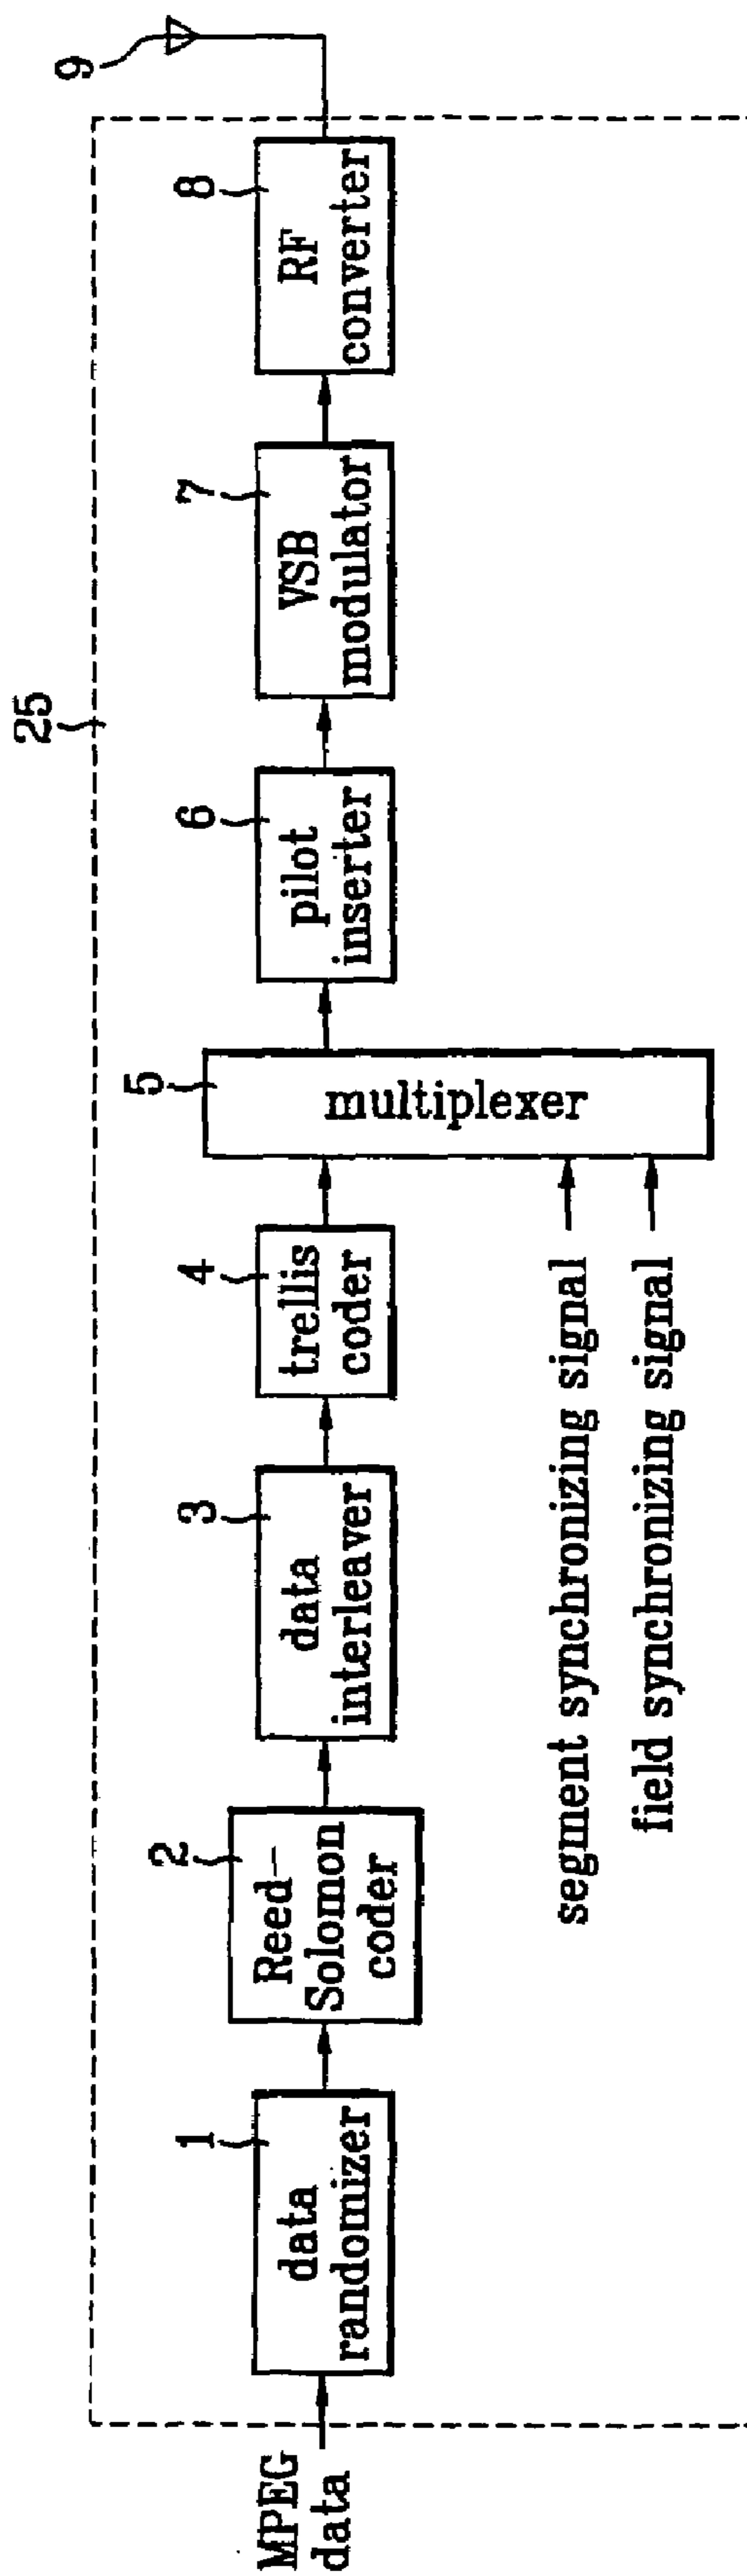 25
9
1
2
3
4
5
6
7
8
MPEG
data
data
randomizer
Reed-
Solomon
coder
data
interleaver
trellis
coder
multiplexer
pilot
inserter
VSB
modulator
RF
converter
segment synchronizing signal
field synchronizing signal